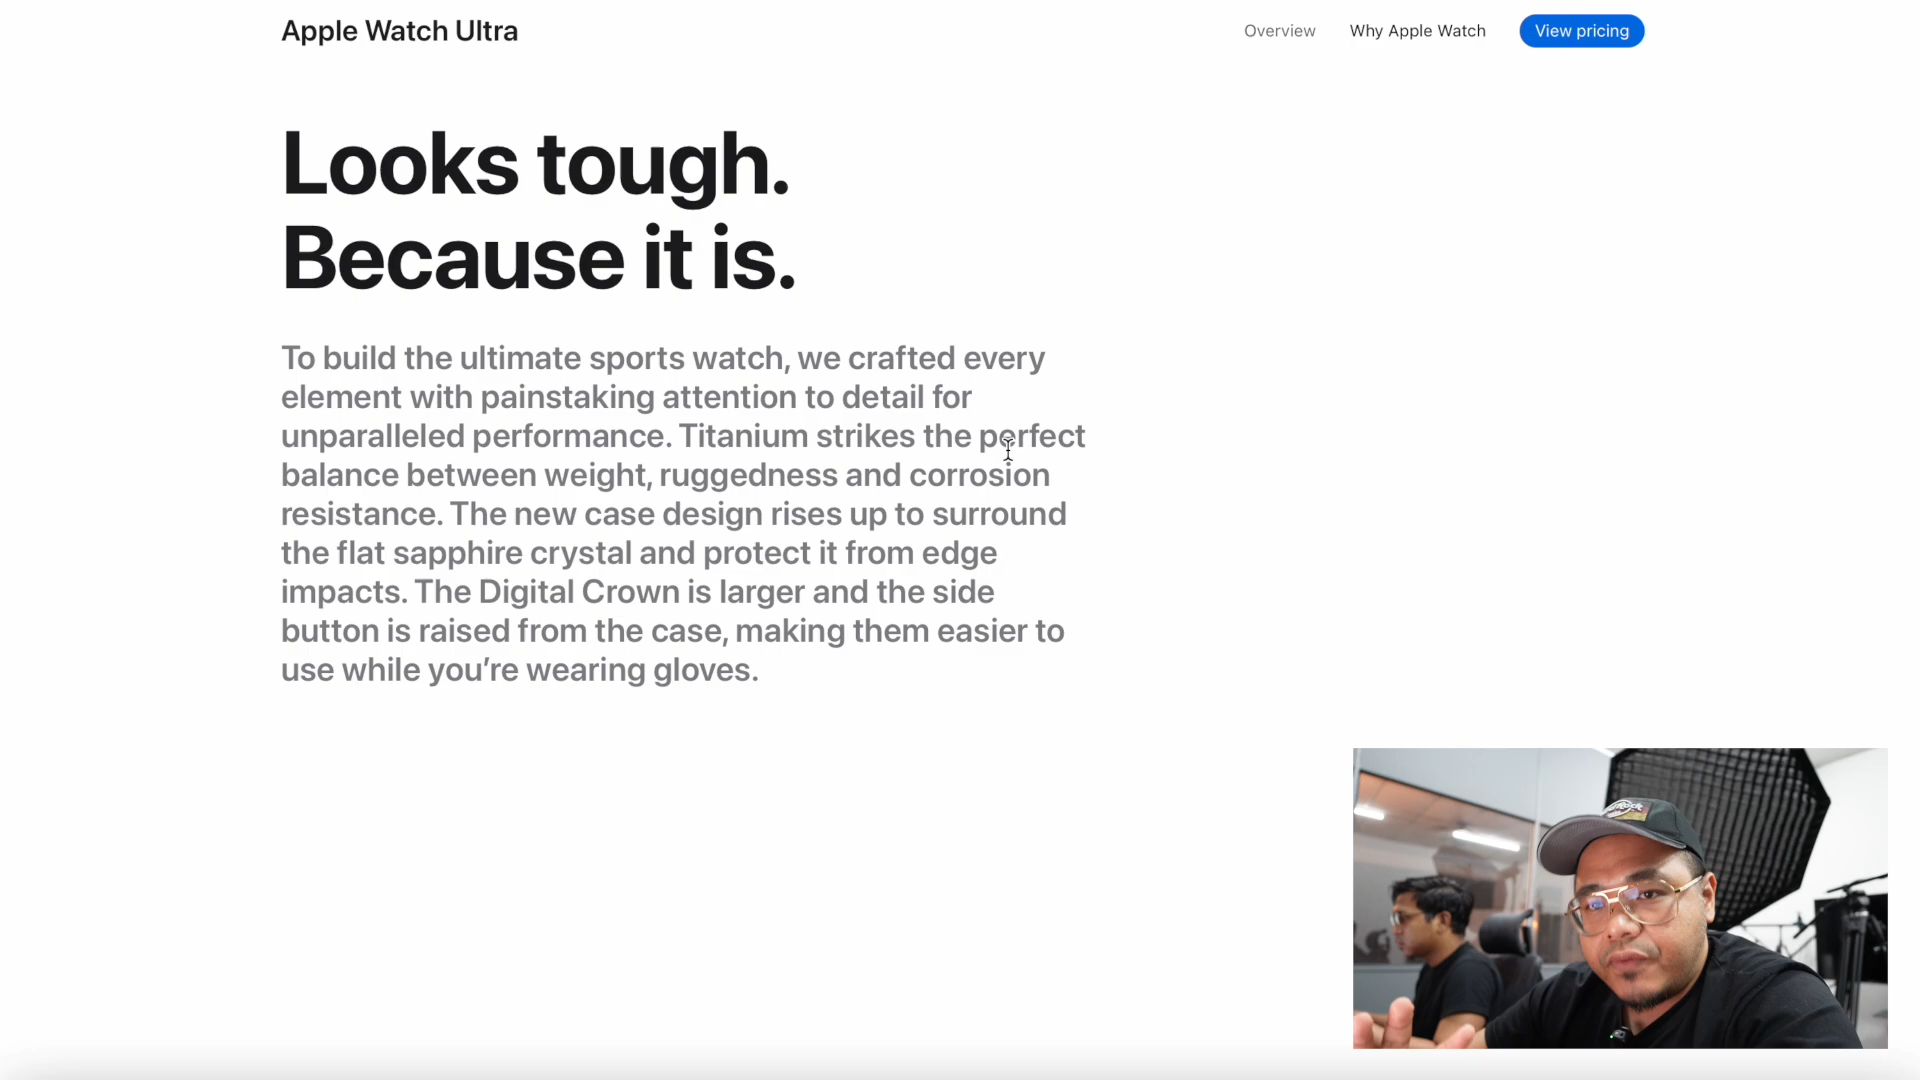 Apple Watch Ultra
Overview
Why Apple Watch
View pricing
Looks tough.
Because it is.
To build the ultimate sports watch, we crafted every
element with painstaking attention to detail for
unparalleled performance. Titanium strikes the perfect
balance between weight, ruggedness and corrosion
resistance. The new case design rises up to surround
the flat sapphire crystal and protect it from edge
impacts. The Digital Crown is larger and the side
button is raised from the case, making them easier to
use while you’re wearing gloves.